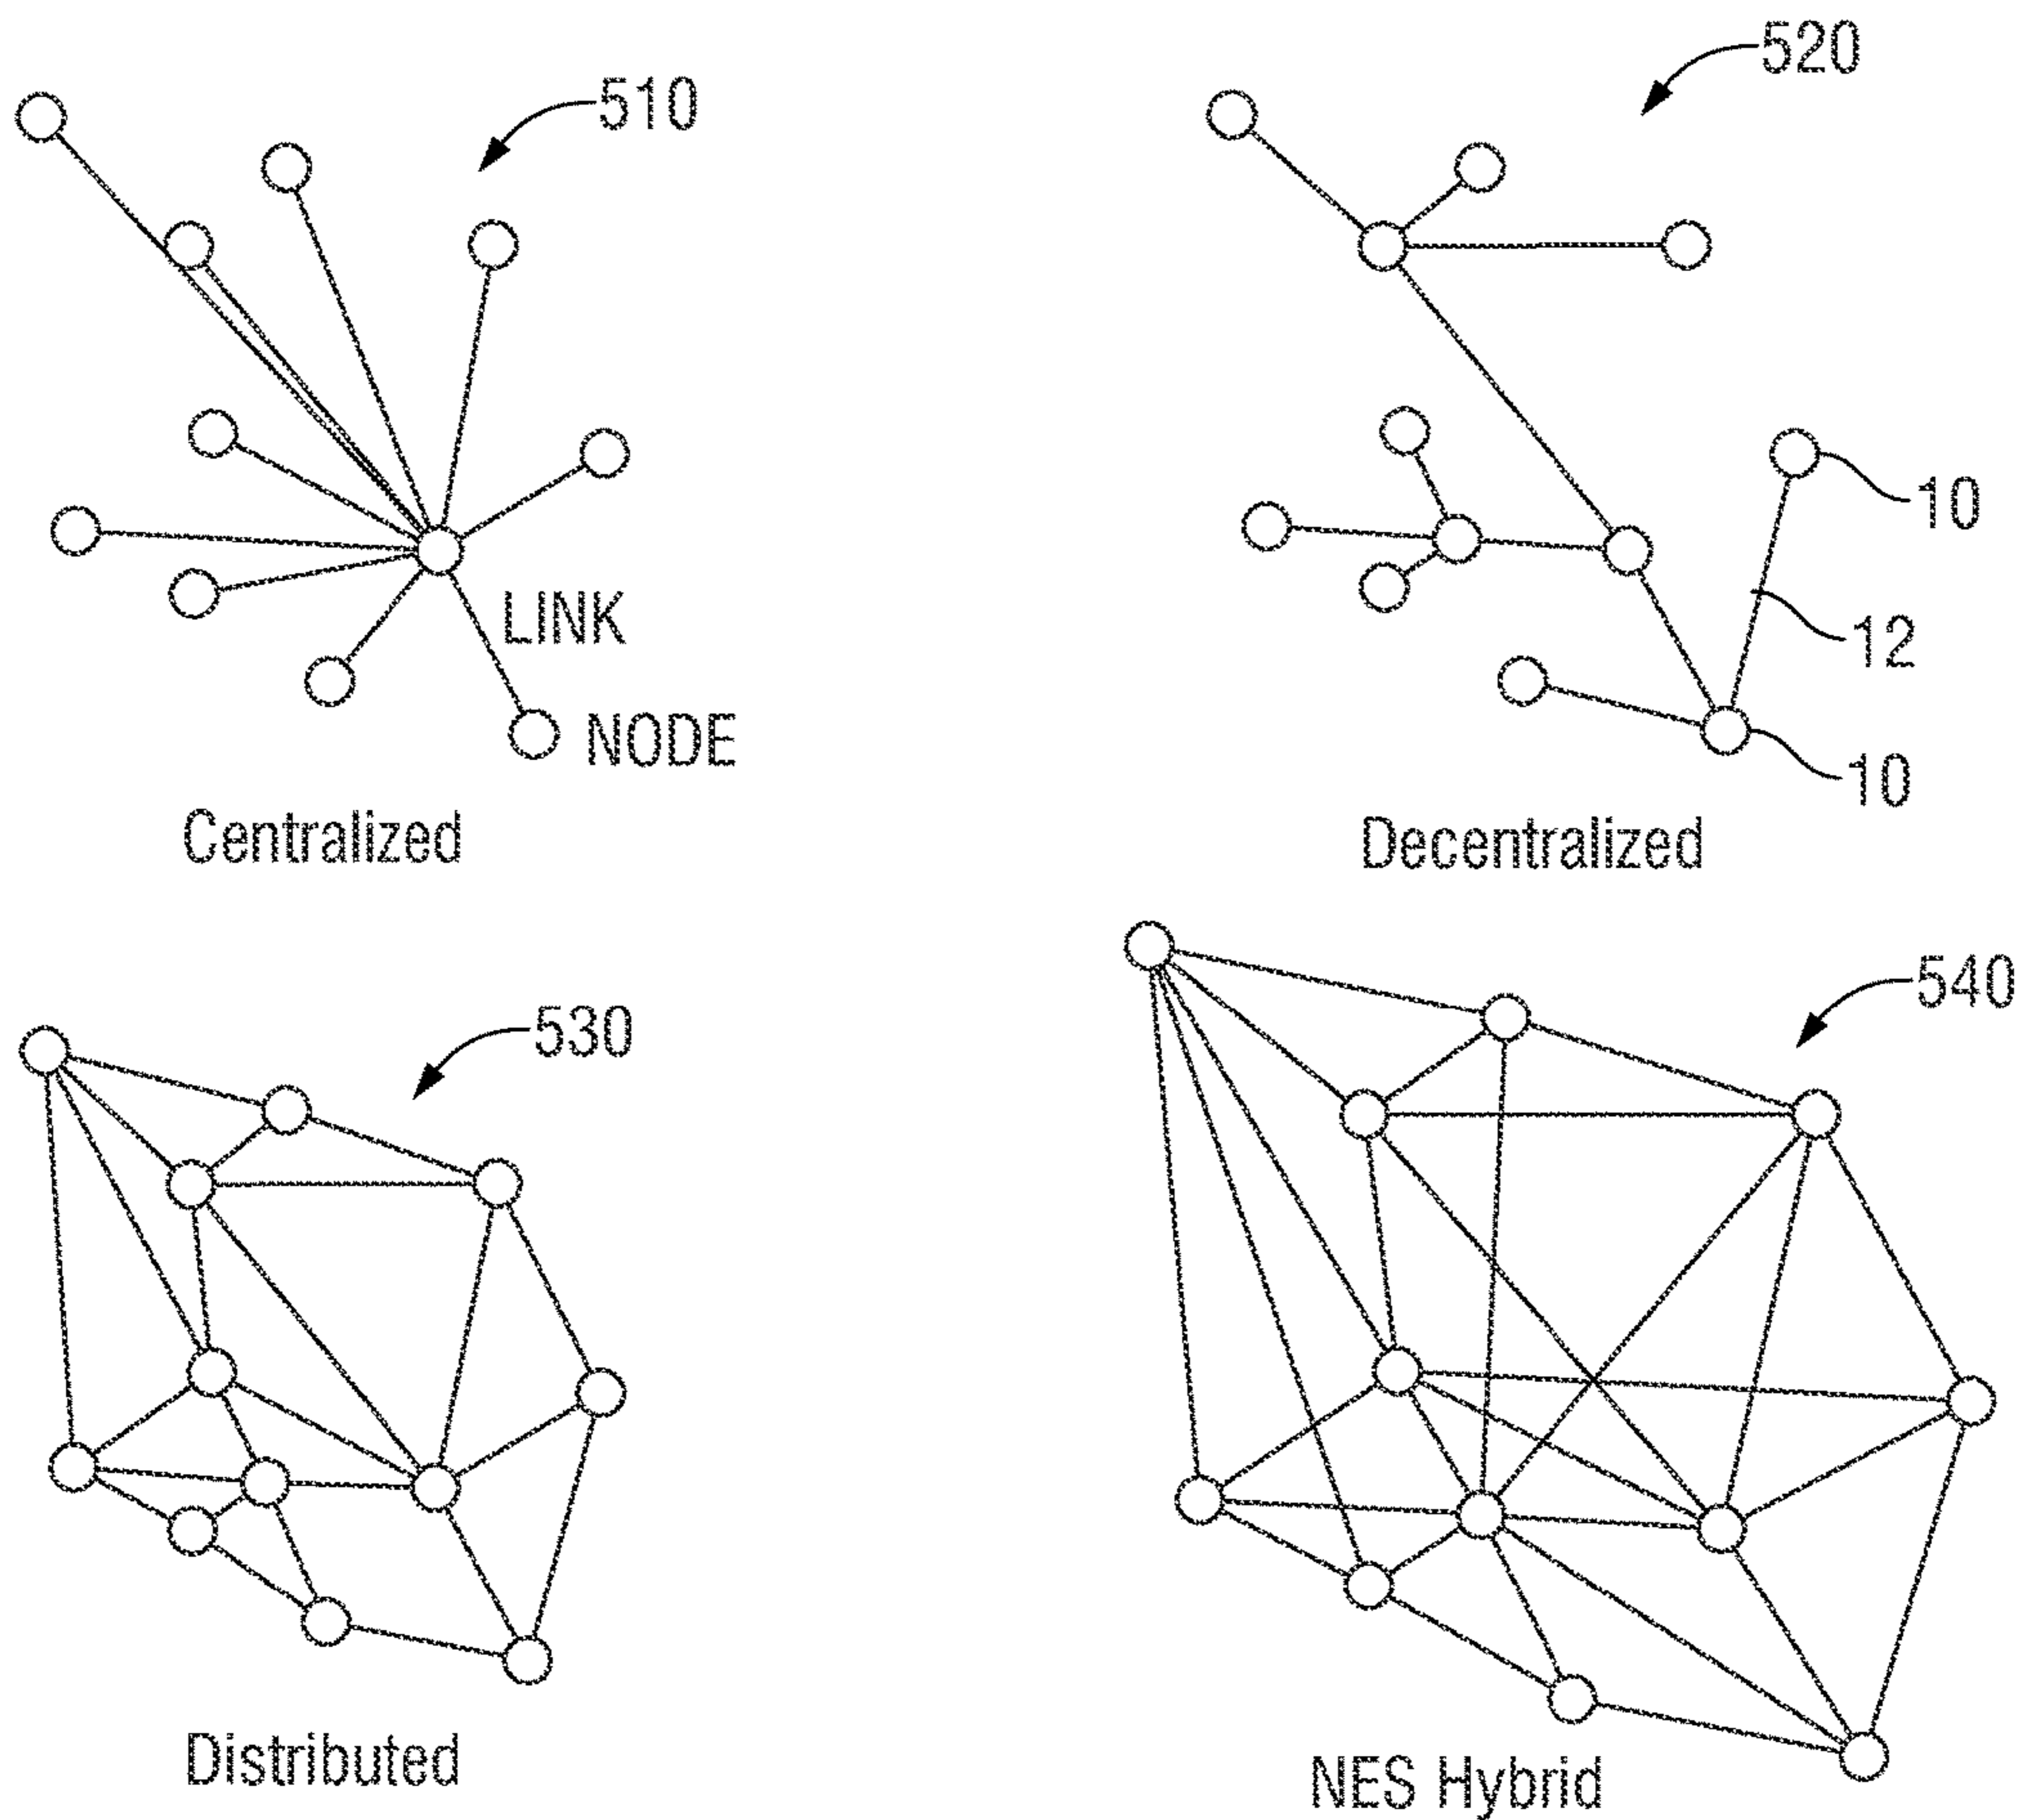 510
520
10
LINK
12
NODE
10
Centralized
Decentralized
530
540
Distributed
NES Hybrid